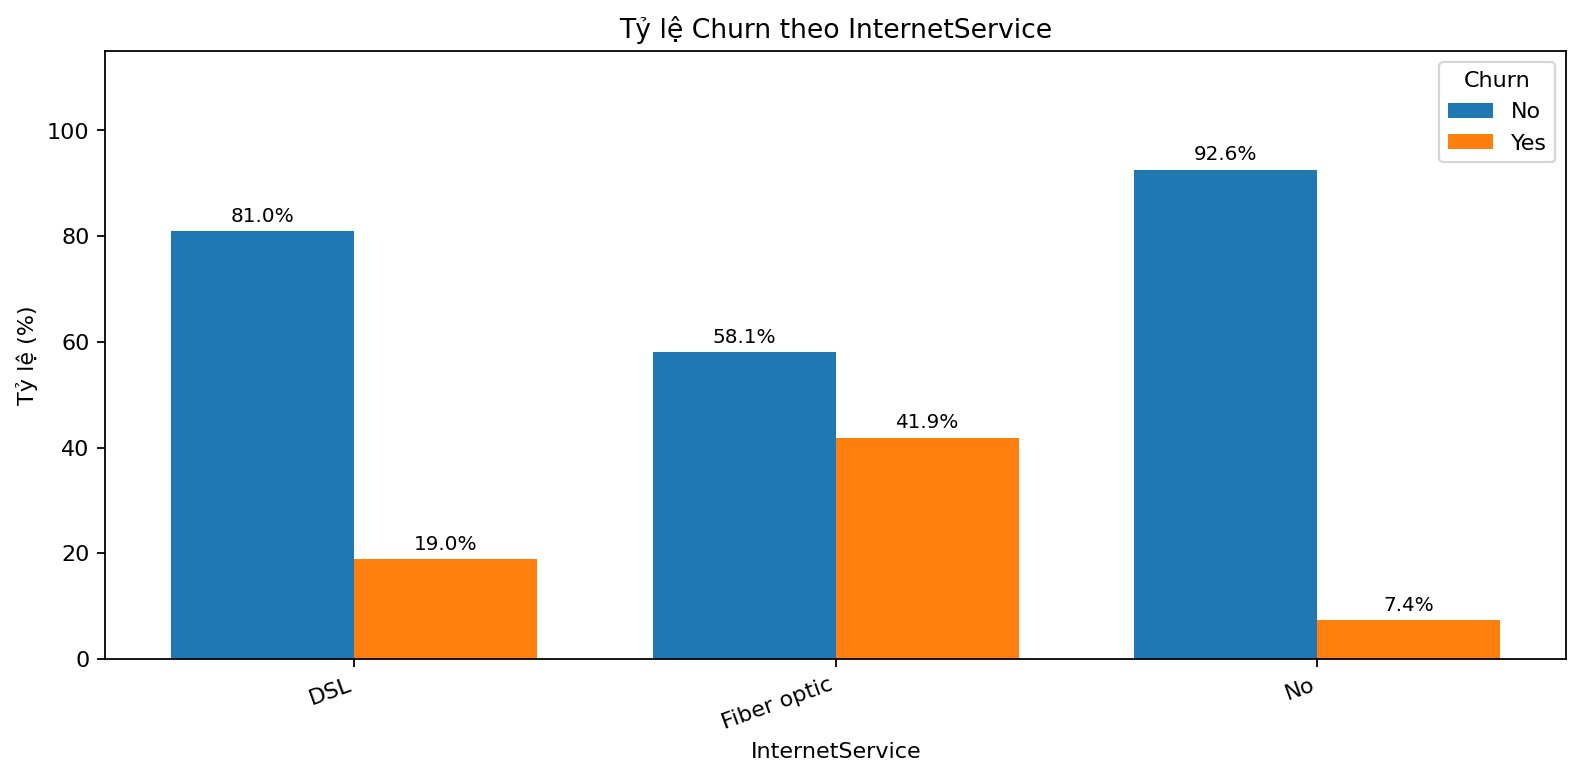 Tỷ lệ Churn theo InternetService
Churn
No
Yes
Tỷ lệ (%)
100
80
60
40
20
0
81.0%
19.0%
58.1%
41.9%
92.6%
7.4%
DSL
Fiber optic
No
InternetService